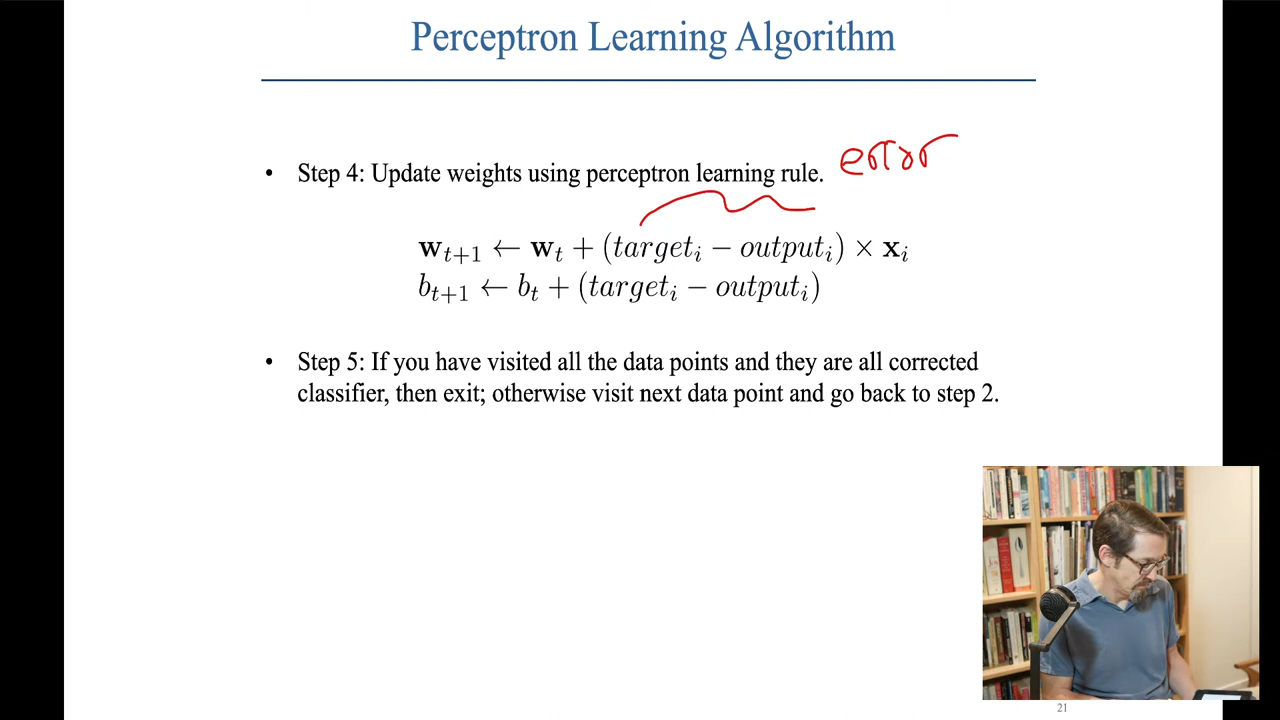 Perceptron Learning Algorithm
• Step 4: Update weights using perceptron learning rule. error
w_{t+1} ← w_t + (target_i − output_i) × x_i
b_{t+1} ← b_t + (target_i − output_i)
• Step 5: If you have visited all the data points and they are all corrected
classifier, then exit; otherwise visit next data point and go back to step 2.
21